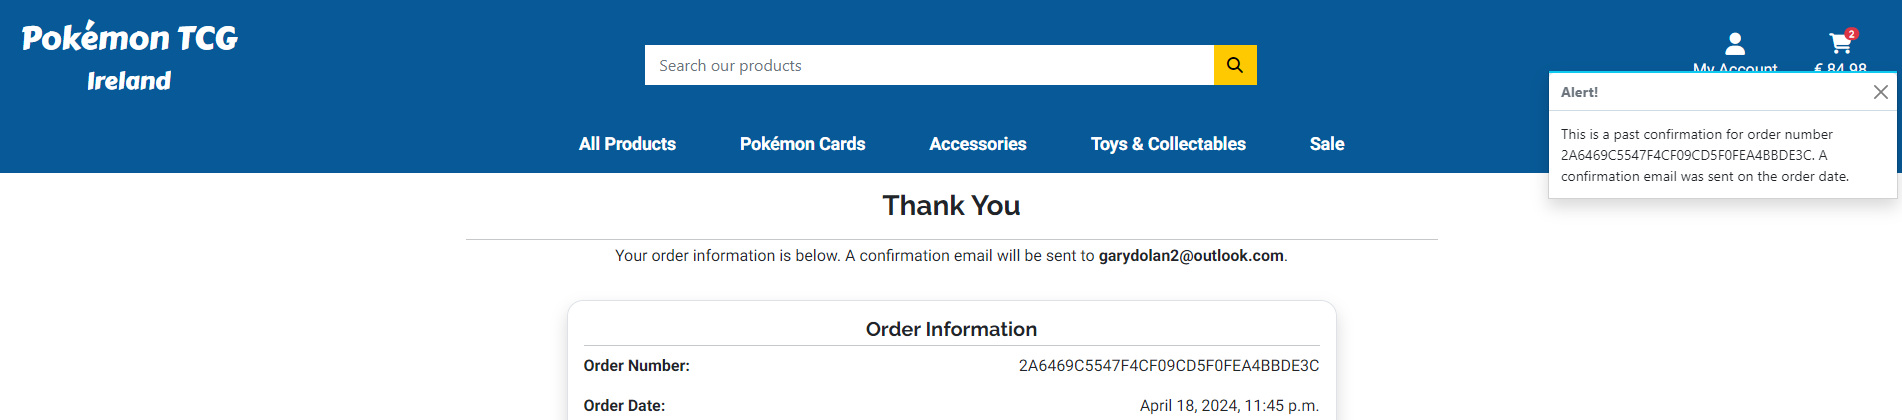 Pokémon TCG
Ireland
Search our products
2
My Account
€ 84.98
All Products
Pokémon Cards
Accessories
Toys & Collectables
Sale
Alert!
This is a past confirmation for order number
2A6469C5547F4CF09CD5F0FEA4BBDE3C. A
confirmation email was sent on the order date.
Thank You
Your order information is below. A confirmation email will be sent to garydolan2@outlook.com.
Order Information
Order Number: 2A6469C5547F4CF09CD5F0FEA4BBDE3C
Order Date: April 18, 2024, 11:45 p.m.